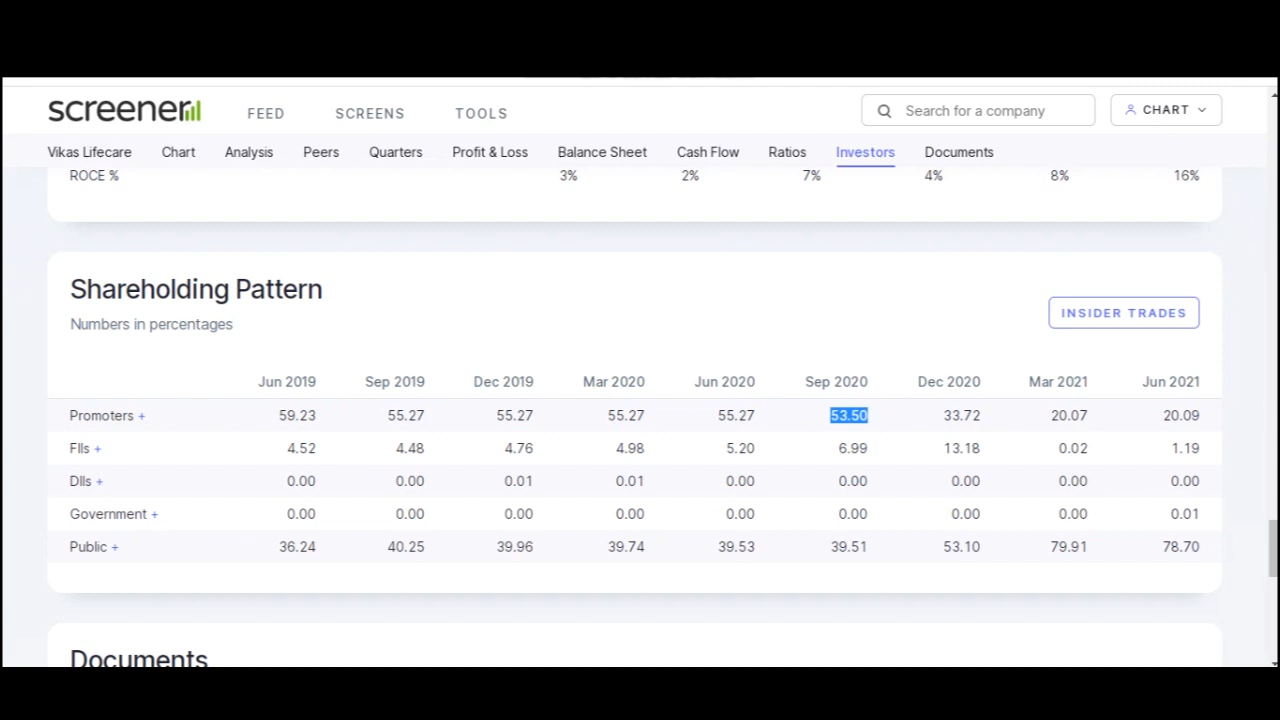 screener FEED SCREENS TOOLS Search for a company CHART
Vikas Lifecare Chart Analysis Peers Quarters Profit & Loss Balance Sheet Cash Flow Ratios Investors Documents
ROCE % 3% 2% 7% 4% 8% 16%
Shareholding Pattern
Numbers in percentages
INSIDER TRADES
Jun 2019 Sep 2019 Dec 2019 Mar 2020 Jun 2020 Sep 2020 Dec 2020 Mar 2021 Jun 2021
Promoters + 59.23 55.27 55.27 55.27 55.27 53.50 33.72 20.07 20.09
FIIs + 4.52 4.48 4.76 4.98 5.20 6.99 13.18 0.02 1.19
DIIs + 0.00 0.00 0.01 0.01 0.00 0.00 0.00 0.00 0.00
Government + 0.00 0.00 0.00 0.00 0.00 0.00 0.00 0.00 0.01
Public + 36.24 40.25 39.96 39.74 39.53 39.51 53.10 79.91 78.70
Documents